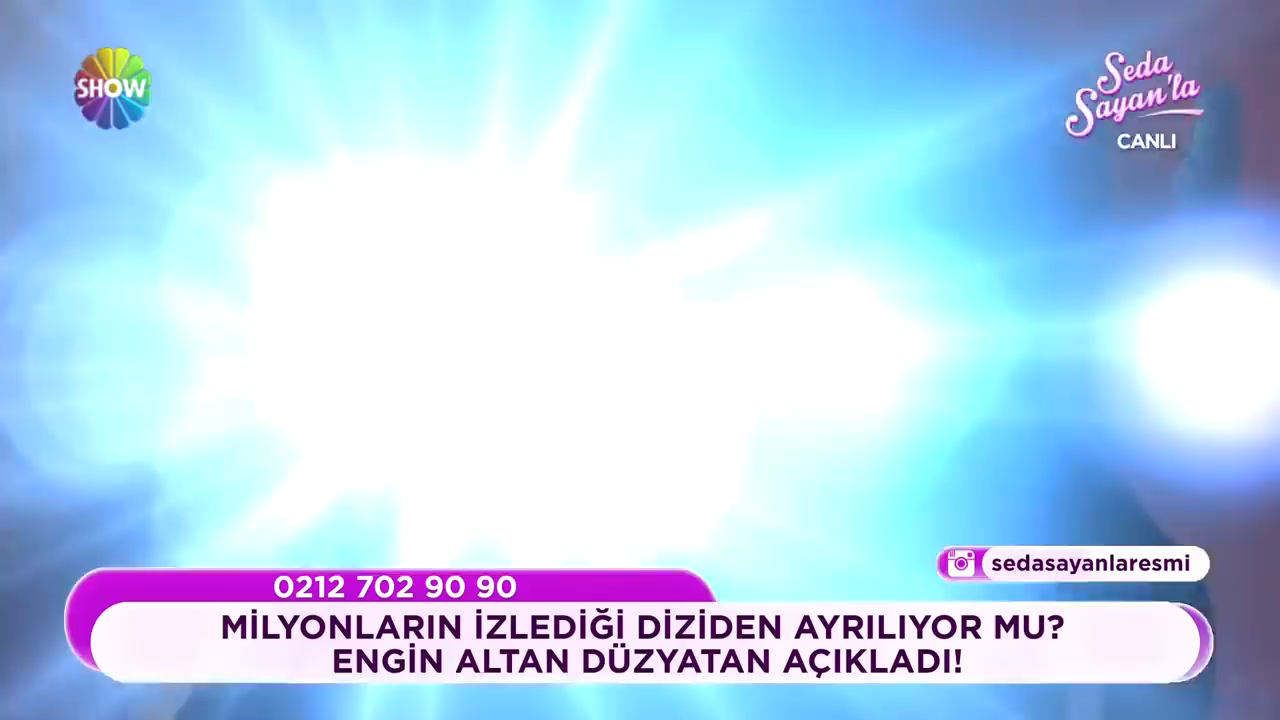 SHOW
Seda
Sayan'la
CANLI
sedasayanlaresmi
0212 702 90 90
MİLYONLARIN İZLEDİĞİ DİZİDEN AYRILIYOR MU?
ENGİN ALTAN DÜZYATAN AÇIKLADI!